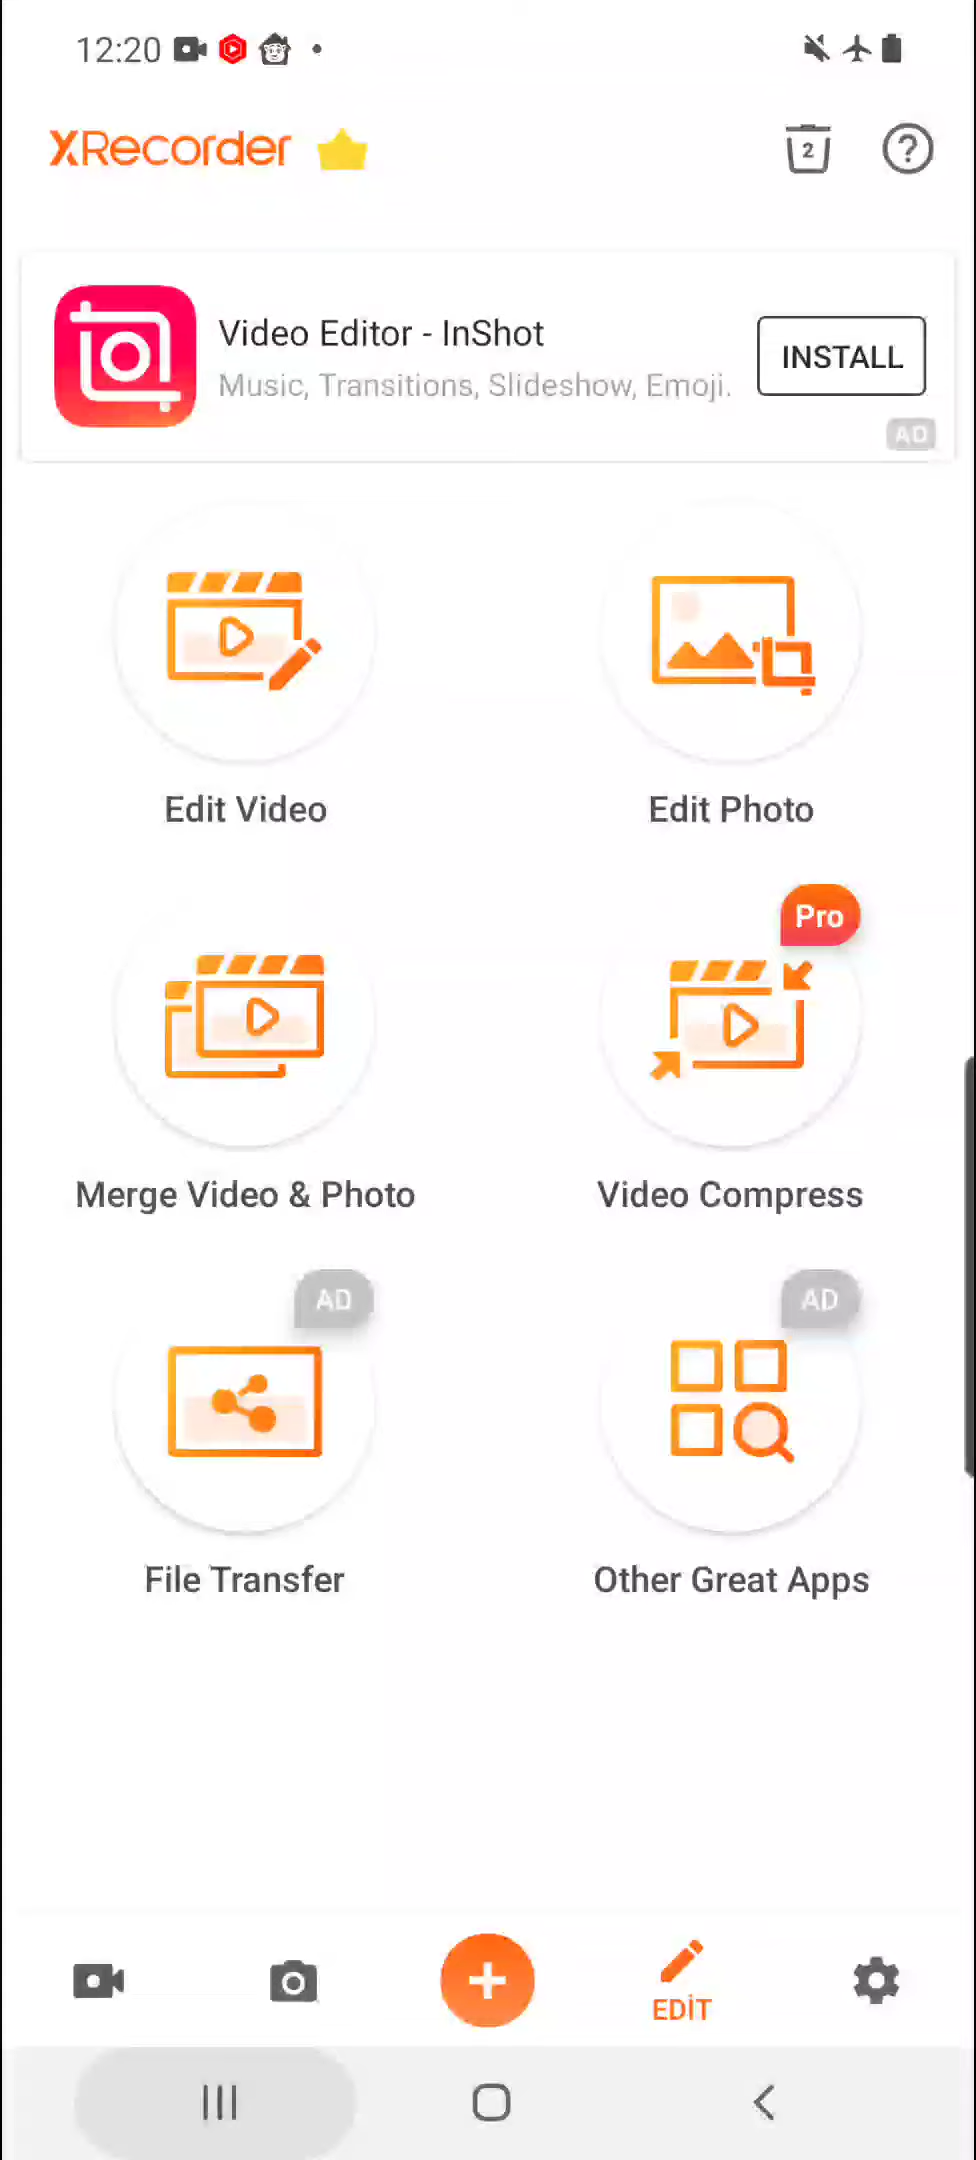 12:20
XRecorder
2
?
Video Editor - InShot
Music, Transitions, Slideshow, Emoji.
INSTALL
AD
Edit Video
Edit Photo
Pro
Merge Video & Photo
Video Compress
AD
AD
File Transfer
Other Great Apps
EDİT